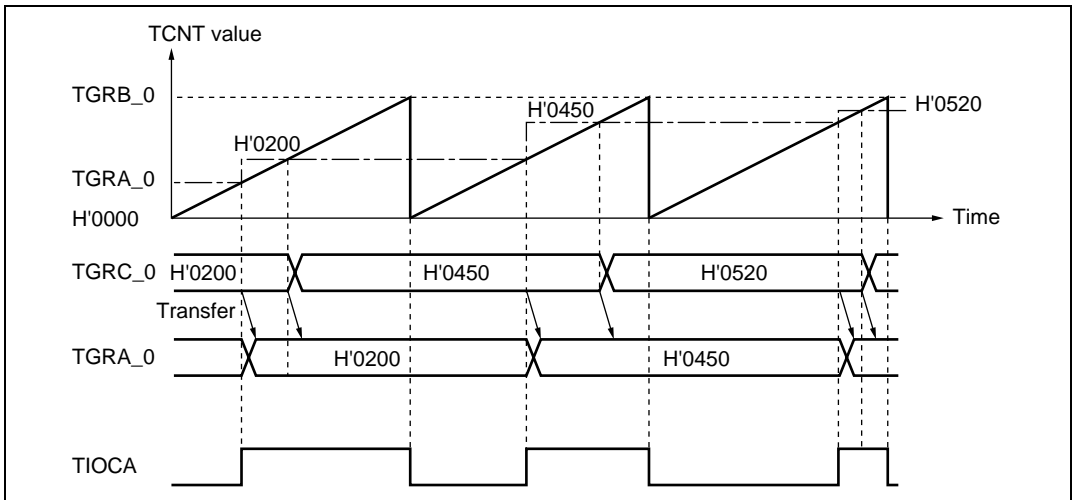 TCNT value
TGRB_0
H'0520
H'0450
H'0200
TGRA_0
H'0000
Time
TGRC_0 H'0200 H'0450 H'0520
Transfer
TGRA_0 H'0200 H'0450
TIOCA